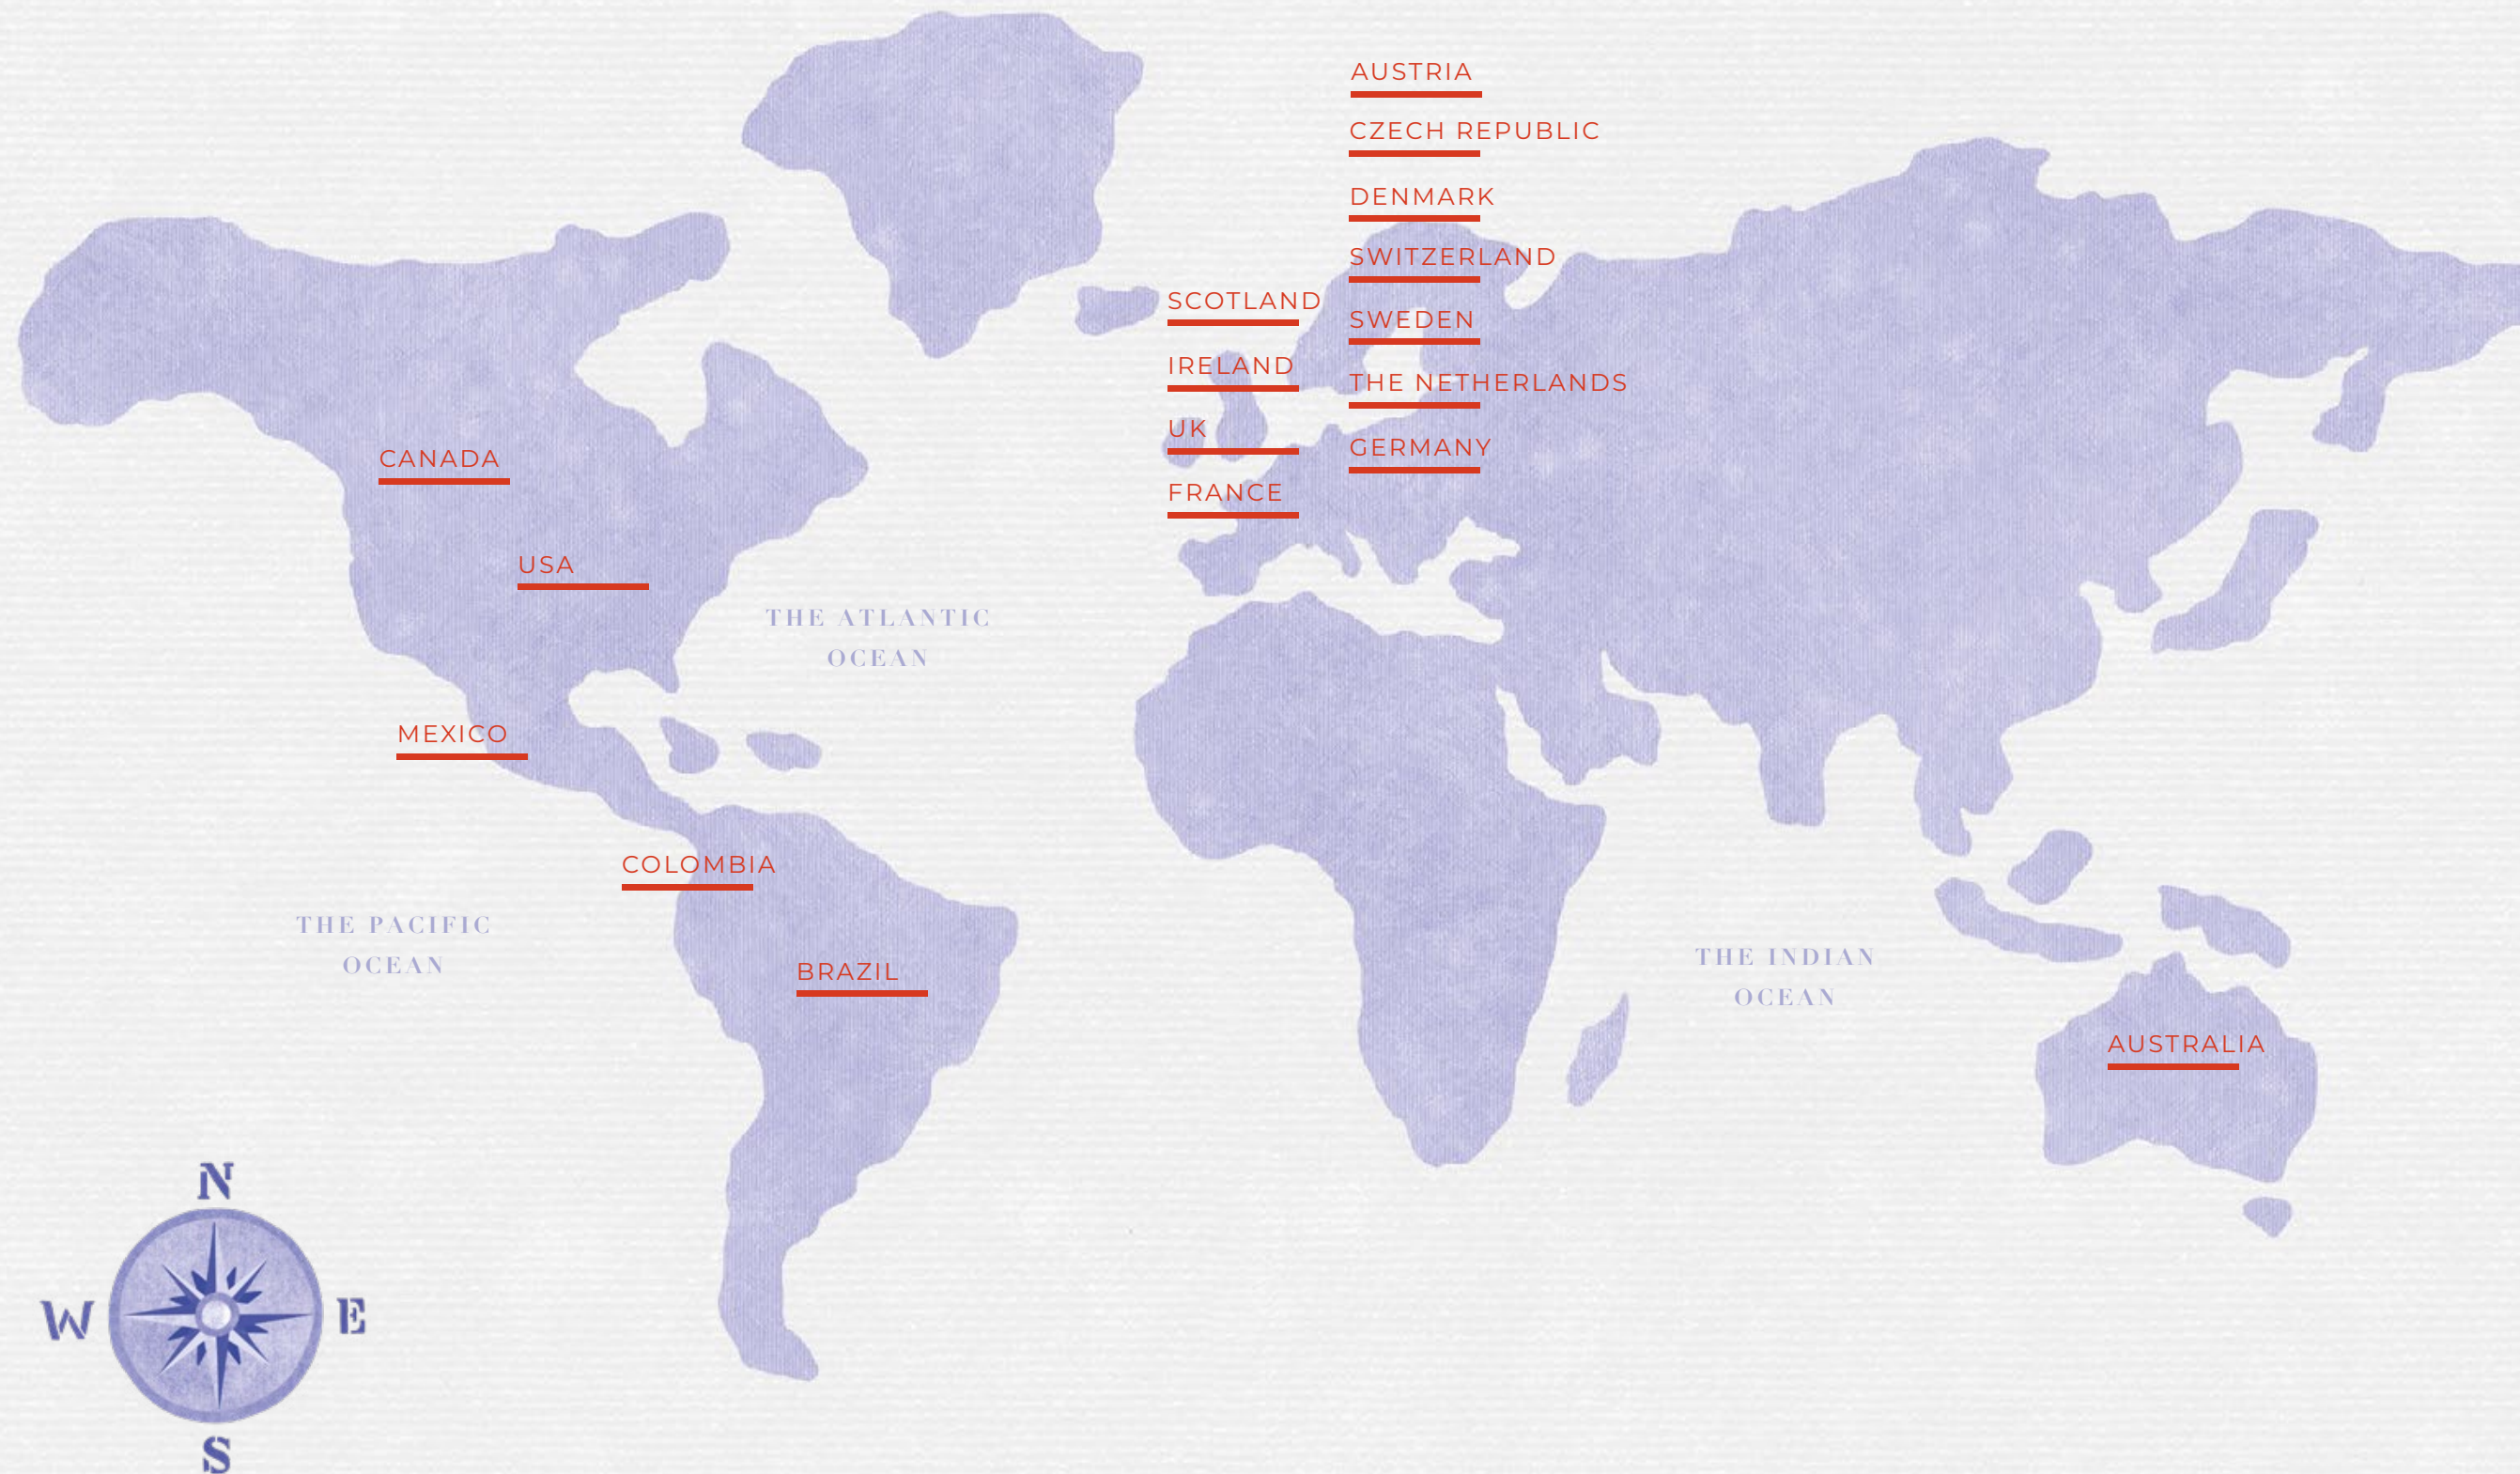 AUSTRIA
CZECH REPUBLIC
DENMARK
SWITZERLAND
SCOTLAND
SWEDEN
IRELAND
THE NETHERLANDS
UK
GERMANY
CANADA
FRANCE
USA
THE ATLANTIC
OCEAN
MEXICO
COLOMBIA
THE PACIFIC
OCEAN
BRAZIL
THE INDIAN
OCEAN
AUSTRALIA
N
W
E
S